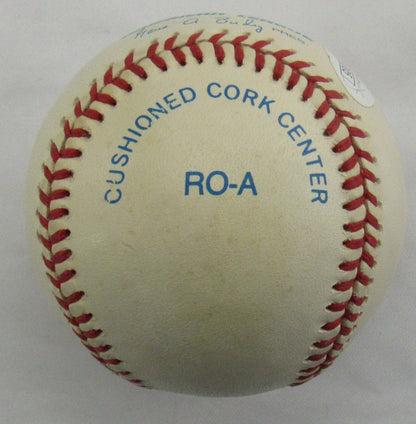 CUSHIONED CORK CENTER
RO-A